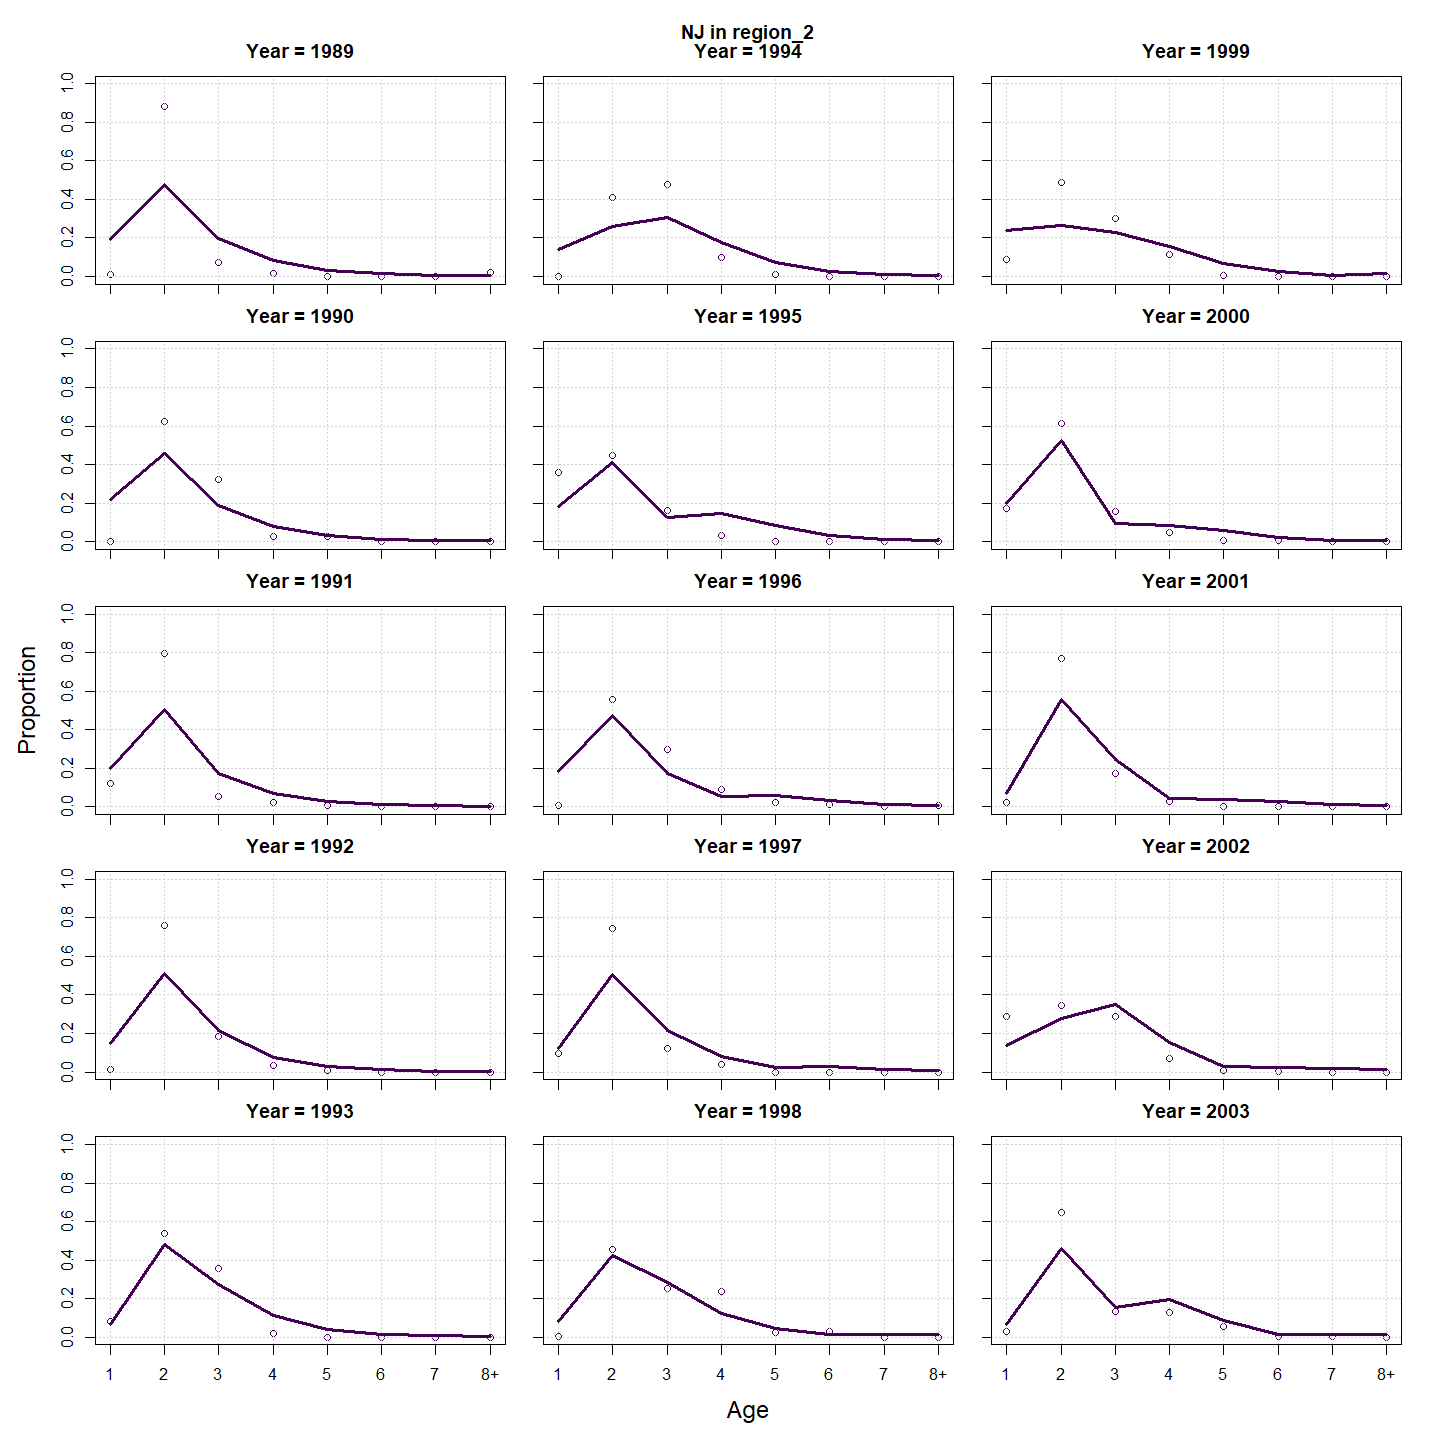 NJ in region_2
Year = 1989
Year = 1994
Year = 1999
0.0 0.2 0.4 0.6 0.8 1.0
Year = 1990
Year = 1995
Year = 2000
0.0 0.2 0.4 0.6 0.8 1.0
Year = 1991
Year = 1996
Year = 2001
0.0 0.2 0.4 0.6 0.8 1.0
Proportion
Year = 1992
Year = 1997
Year = 2002
0.0 0.2 0.4 0.6 0.8 1.0
Year = 1993
Year = 1998
Year = 2003
0.0 0.2 0.4 0.6 0.8 1.0
1 2 3 4 5 6 7 8+
1 2 3 4 5 6 7 8+
1 2 3 4 5 6 7 8+
Age